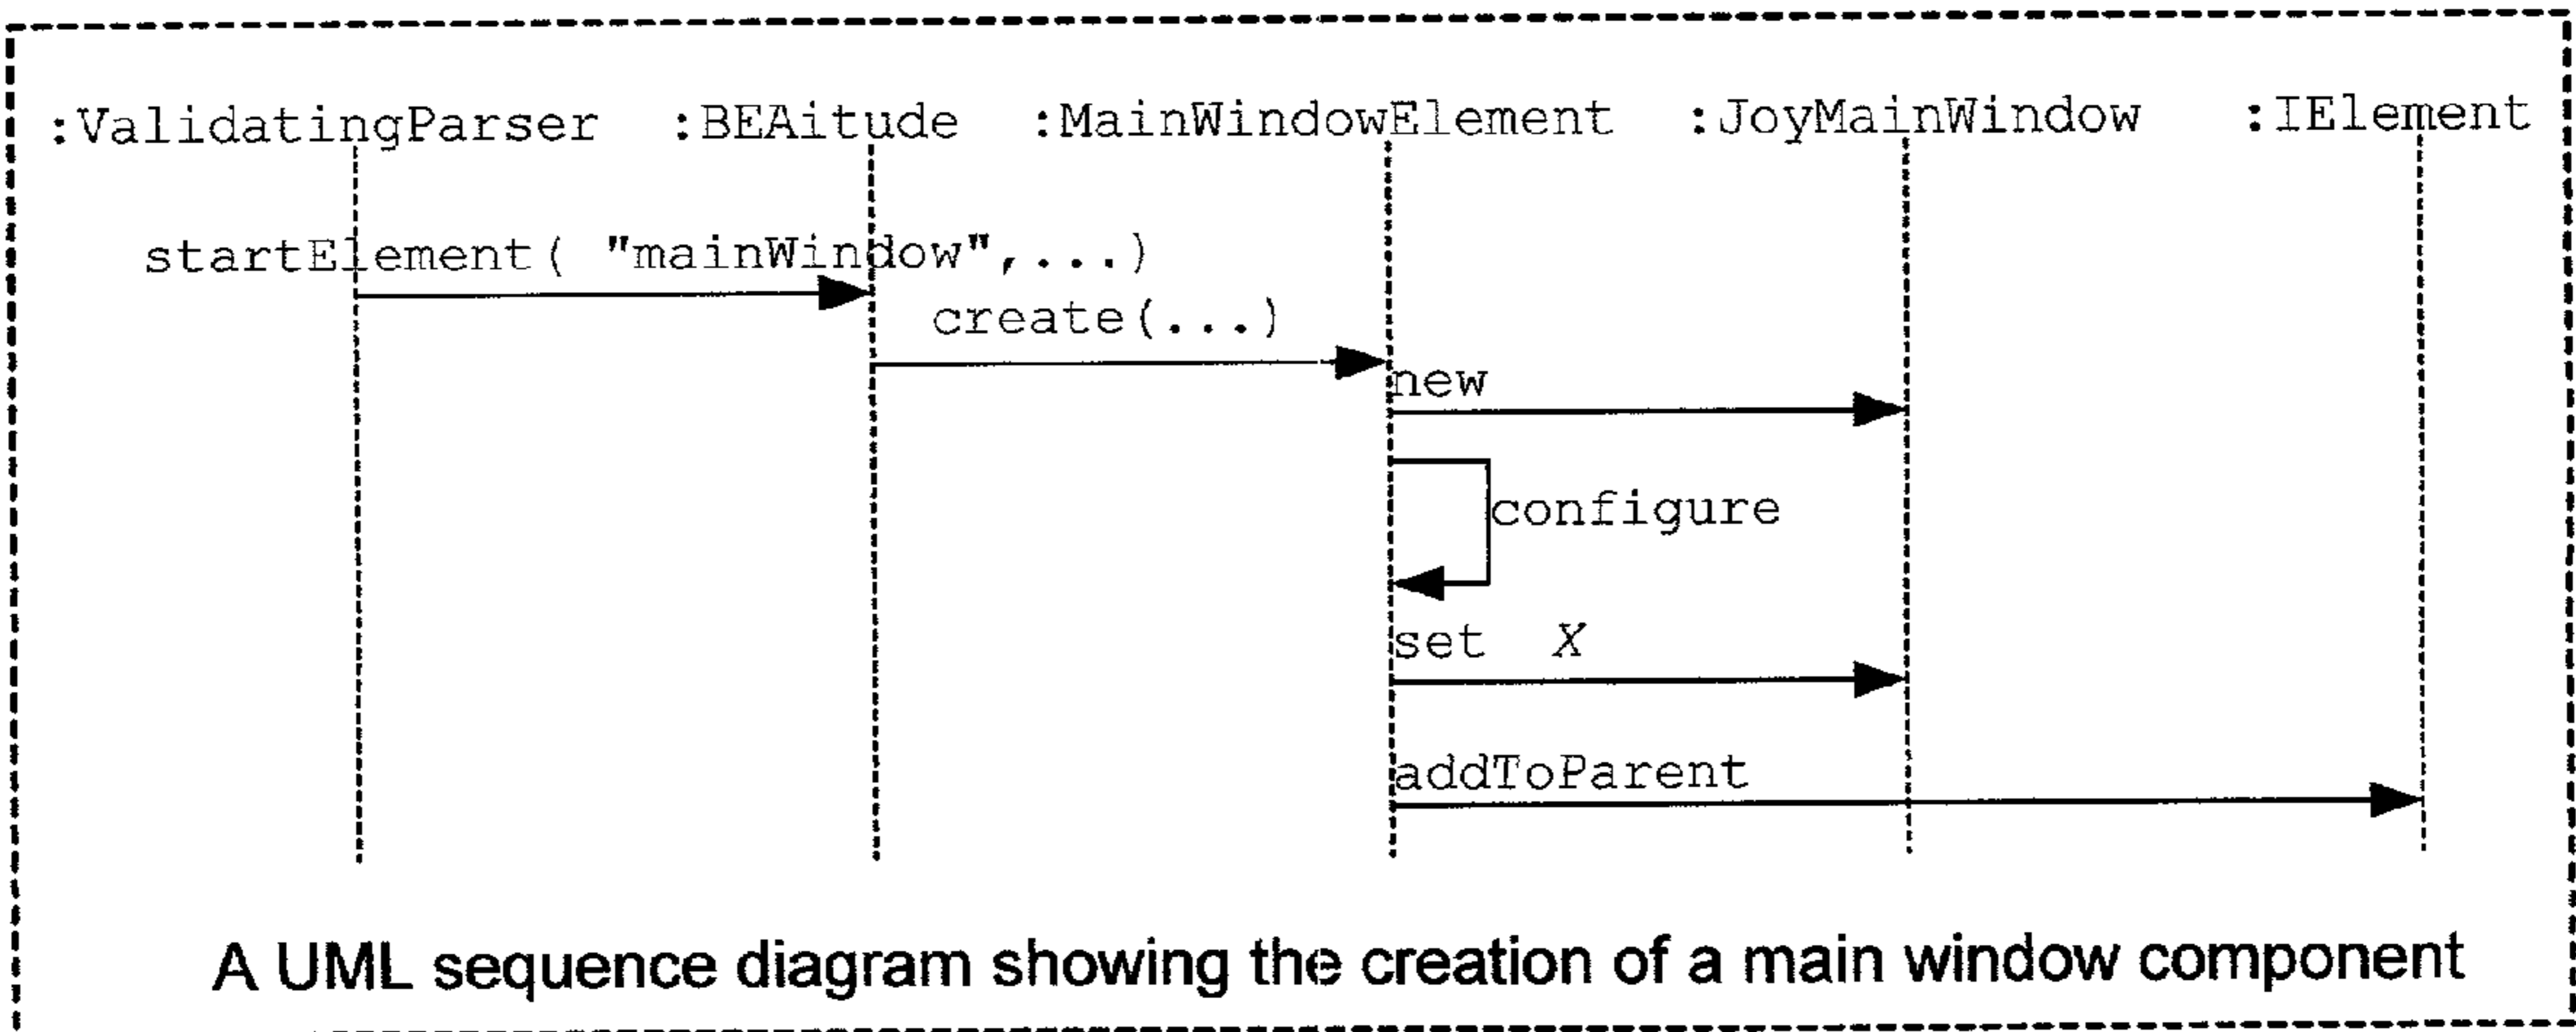 :ValidatingParser :BEAitude :MainWindowElement :JoyMainWindow :IElement
startElement( "mainWindow",...)
create(...)
new
configure
set X
addToParent
A UML sequence diagram showing the creation of a main window component